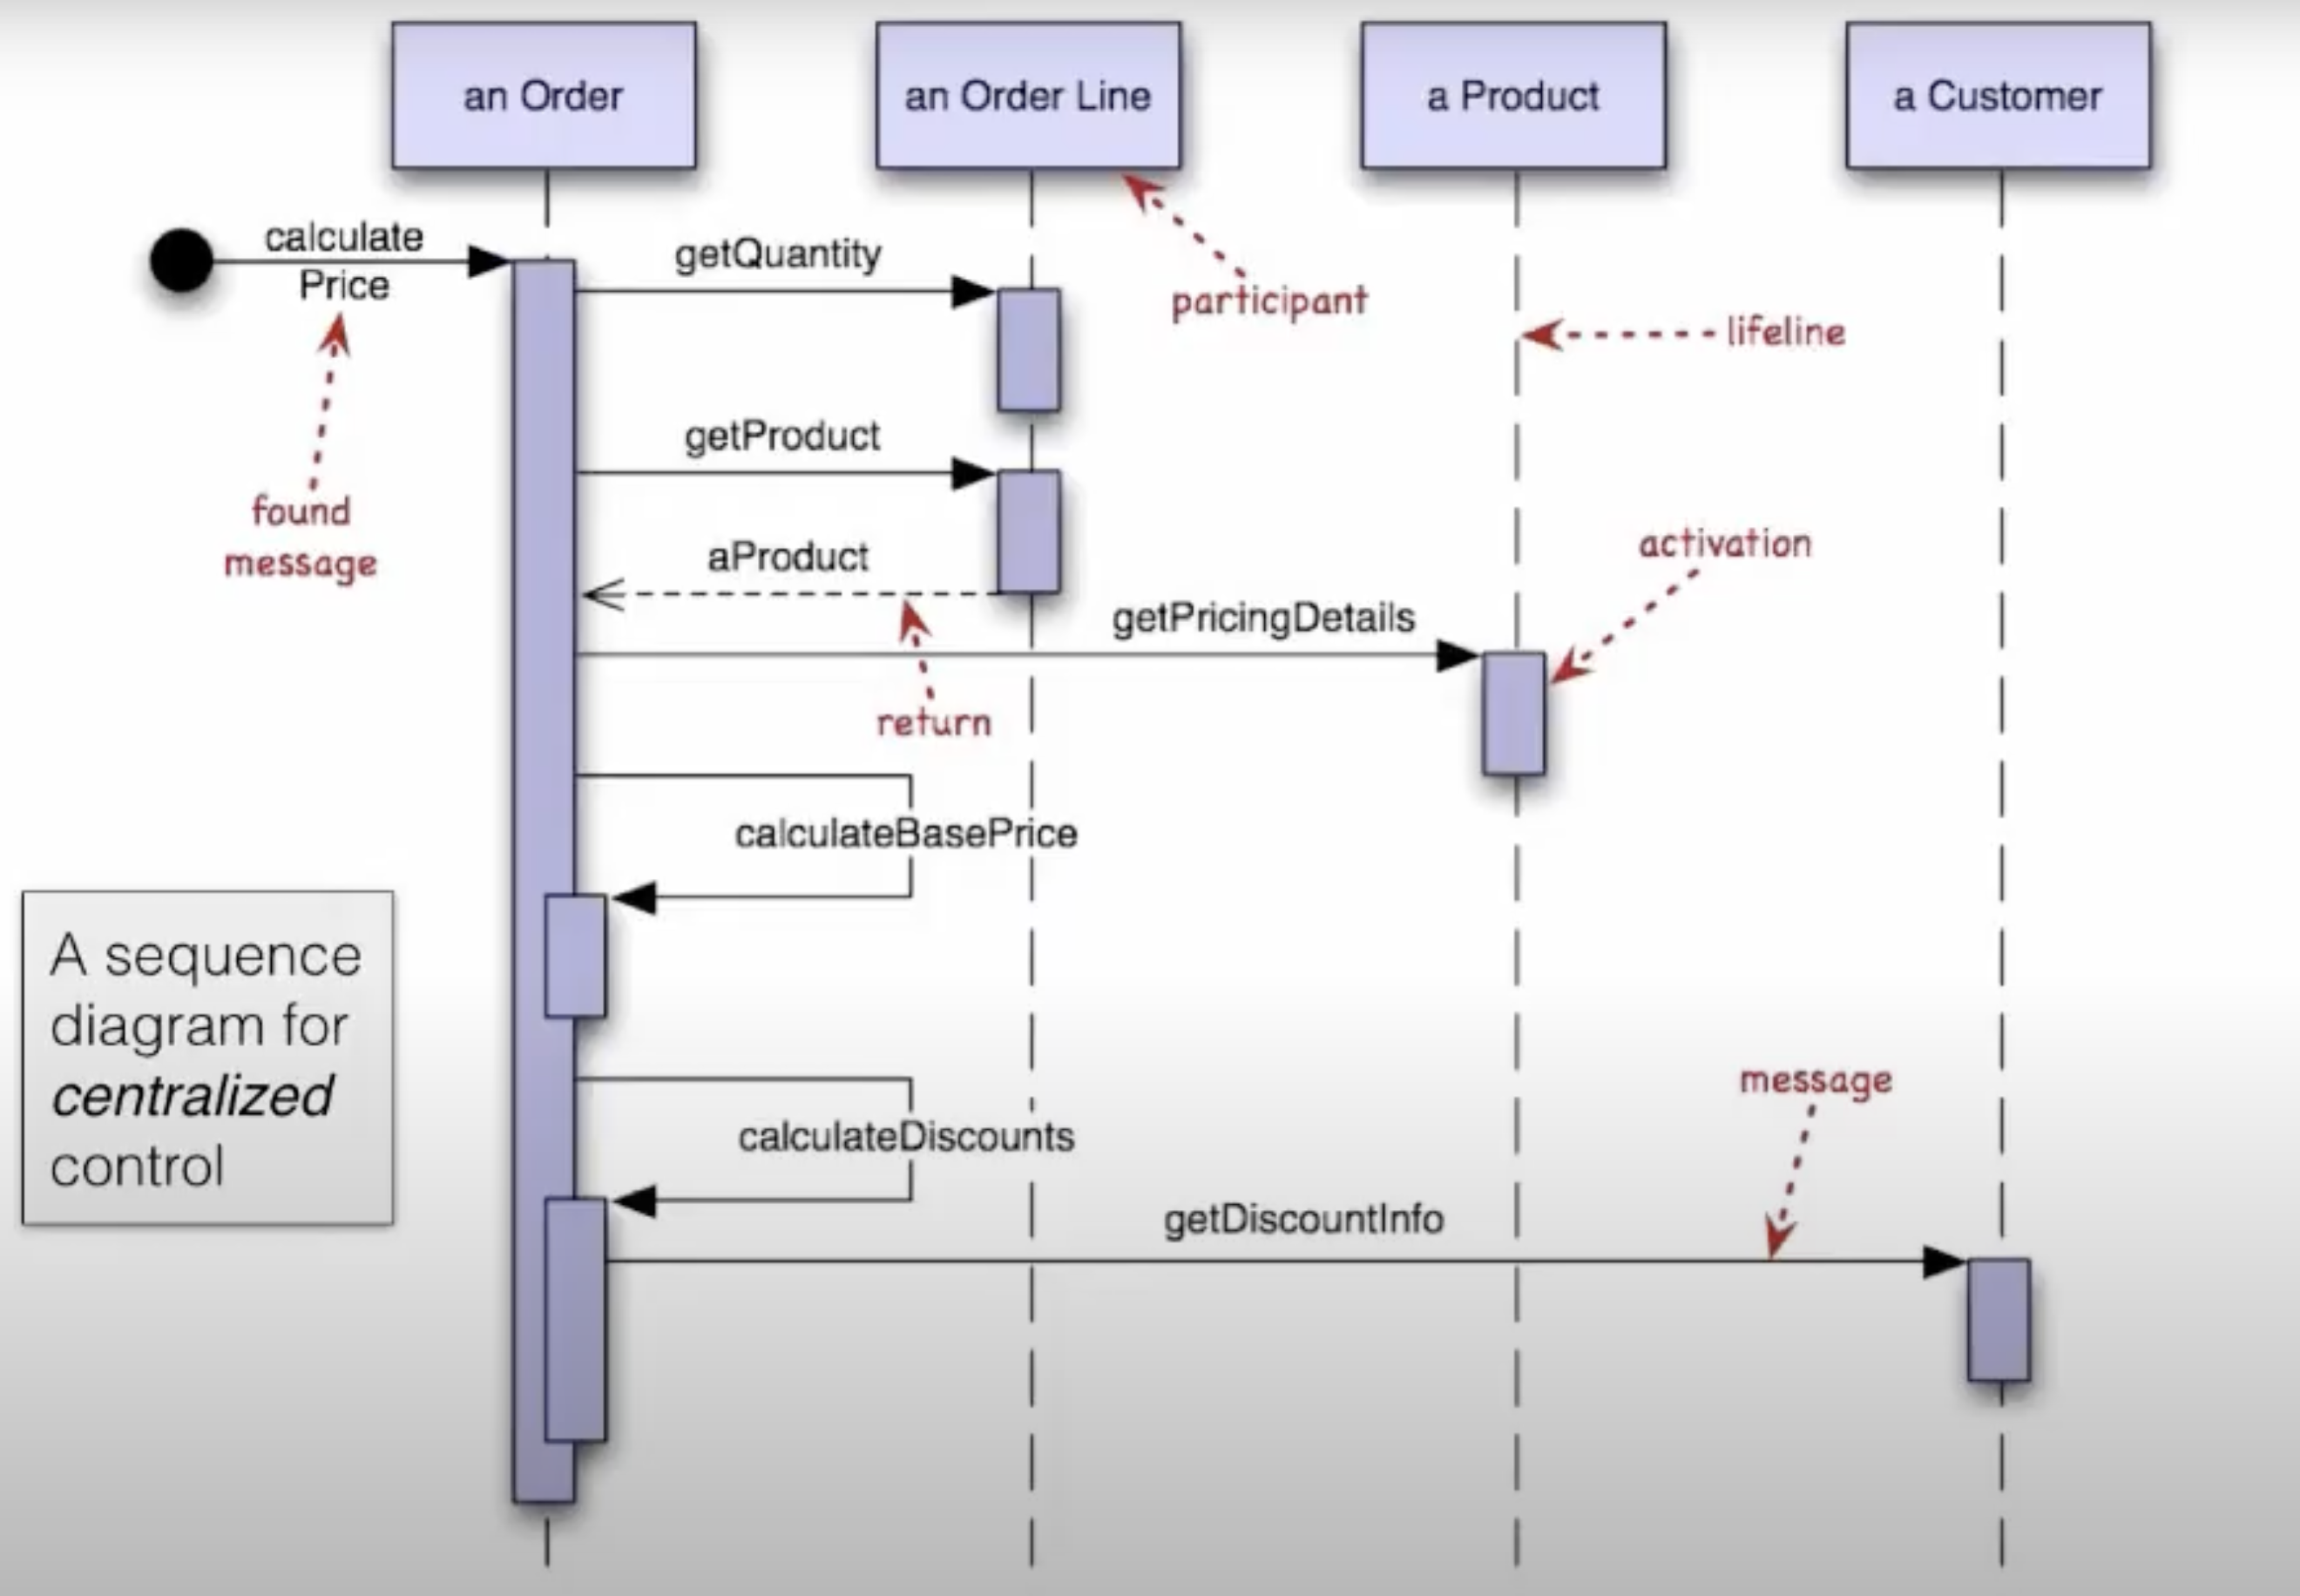 an Order
an Order Line
a Product
a Customer
calculate
Price
getQuantity
participant
lifeline
getProduct
found
message
aProduct
activation
getPricingDetails
return
calculateBasePrice
A sequence
diagram for
centralized
control
message
calculateDiscounts
getDiscountInfo